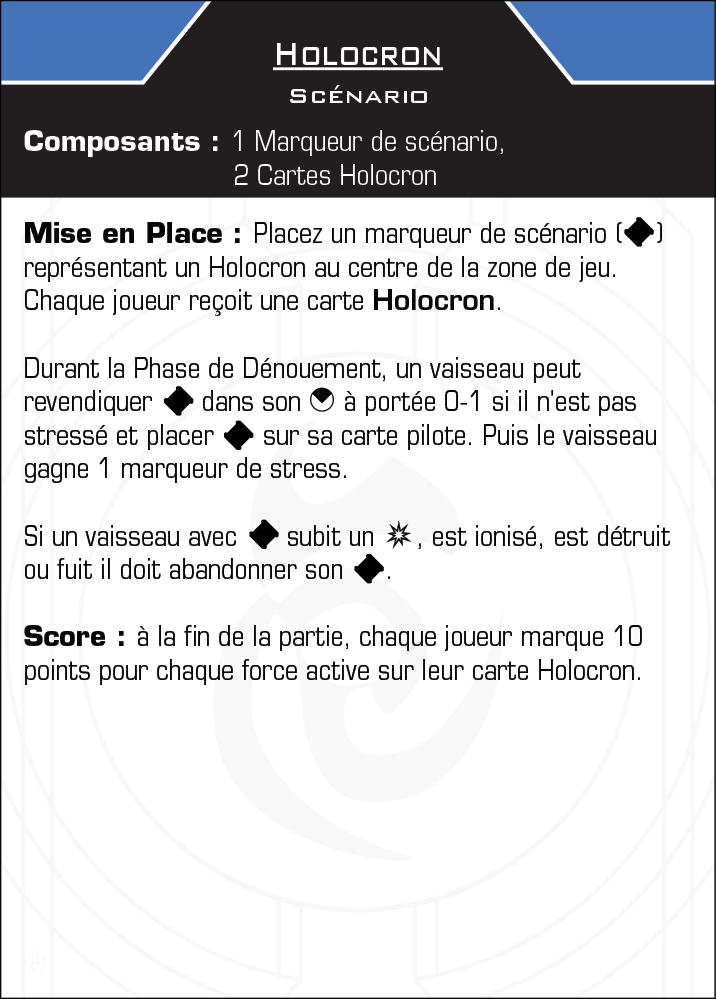 Holocron
Scénario
Composants : 1 Marqueur de scénario,
2 Cartes Holocron
Mise en Place : Placez un marqueur de scénario (◆)
représentant un Holocron au centre de la zone de jeu.
Chaque joueur reçoit une carte Holocron.
Durant la Phase de Dénouement, un vaisseau peut
revendiquer ◆ dans son à portée 0-1 si il n'est pas
stressé et placer ◆ sur sa carte pilote. Puis le vaisseau
gagne 1 marqueur de stress.
Si un vaisseau avec ◆ subit un , est ionisé, est détruit
ou fuit il doit abandonner son ◆.
Score : à la fin de la partie, chaque joueur marque 10
points pour chaque force active sur leur carte Holocron.